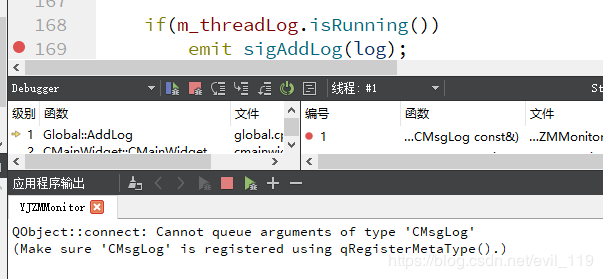 167
168 if(m_threadLog.isRunning())
169 emit sigAddLog(log);
Debugger 线程: #1 St
级别 函数 文件 编号 函数 文件
1 Global::AddLog global.cp 1 ...CMsgLog const&) ...ZMMonitor
2 CMainWidget::CMainWidget cmainwid
应用程序输出
YJZMMonitor
QObject::connect: Cannot queue arguments of type 'CMsgLog'
(Make sure 'CMsgLog' is registered using qRegisterMetaType().)
https://blog.csdn.net/evil_119